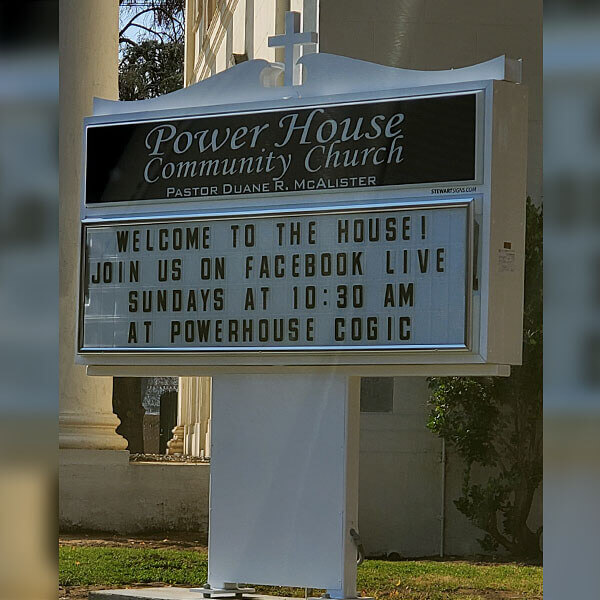 Power House
Community Church
PASTOR DUANE R. MCALISTER
STEWARTSIGNS.COM
WELCOME TO THE HOUSE!
JOIN US ON FACEBOOK LIVE
SUNDAYS AT 10:30 AM
AT POWERHOUSE COGIC